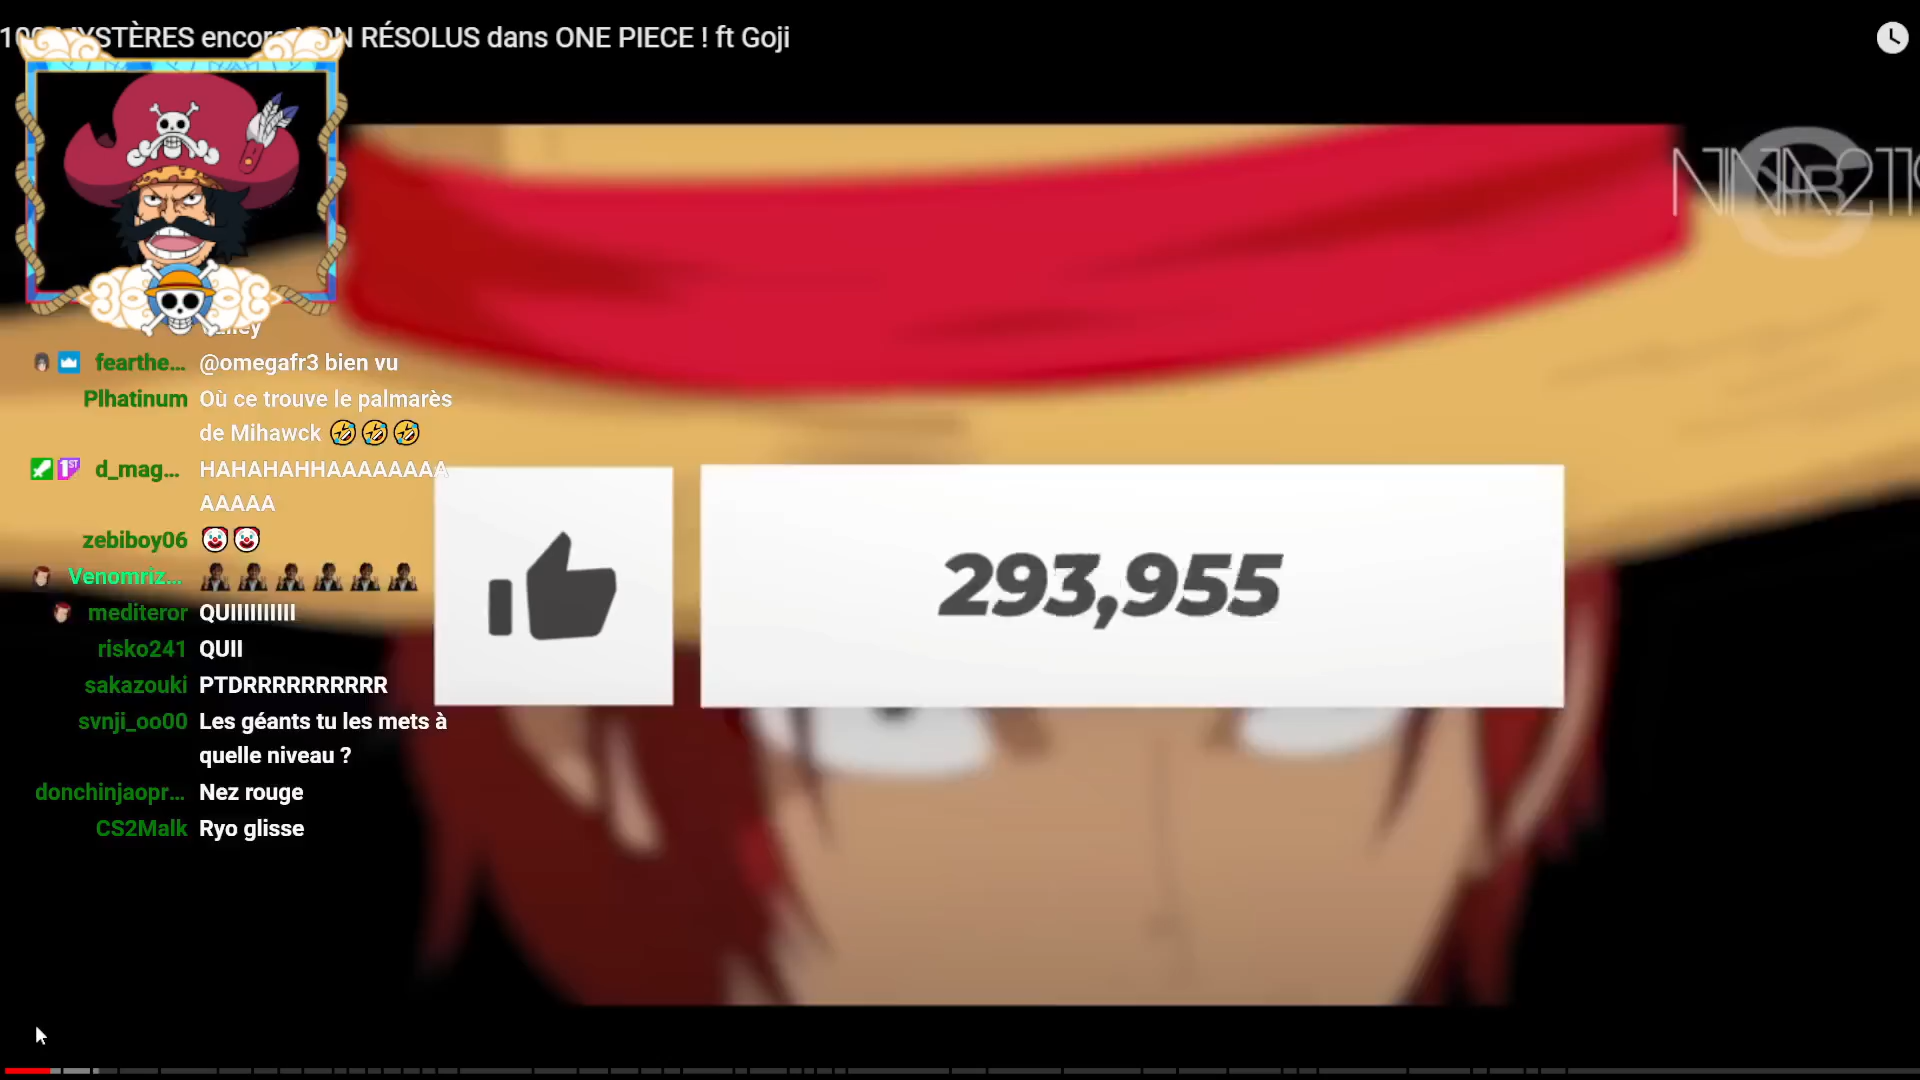 RÉSOLUS dans ONE PIECE ! ft Goji
fearthe... @omegafr3 bien vu
Plhatinum Où ce trouve le palmarès
de Mihawck 🤣🤣🤣
1ST d_mag... HAHAHAHHAAAAAAAA
AAAAA
zebiboy06 🤡🤡
Venomriz...
mediteror QUIIIIIIIIII
risko241 QUII
sakazouki PTDRRRRRRRRRR
svnji_oo00 Les géants tu les mets à
quelle niveau ?
donchinjaopr... Nez rouge
CS2Malk Ryo glisse
293,955